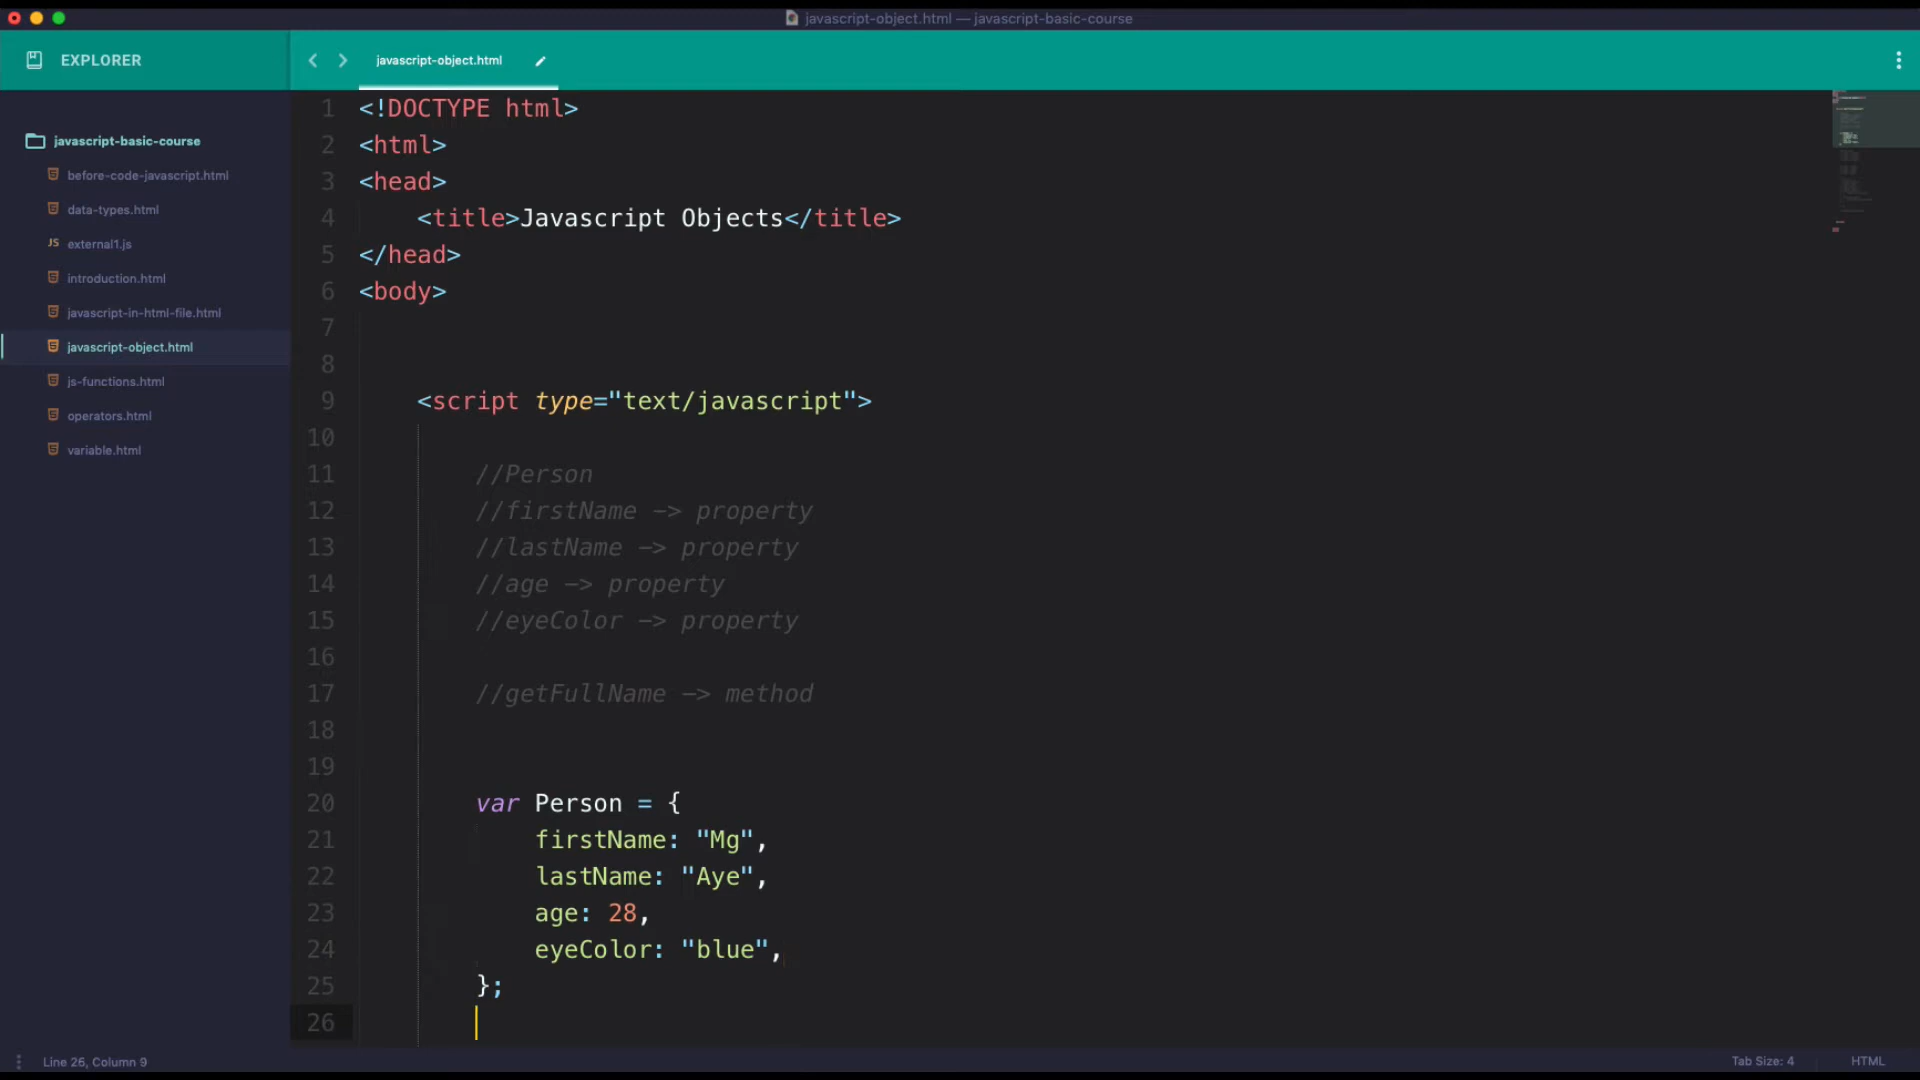 javascript-object.html — javascript-basic-course
EXPLORER
javascript-object.html
javascript-basic-course
before-code-javascript.html
data-types.html
JS external1.js
introduction.html
javascript-in-html-file.html
javascript-object.html
js-functions.html
operators.html
variable.html
1 <!DOCTYPE html>
2 <html>
3 <head>
4 <title>Javascript Objects</title>
5 </head>
6 <body>
7
8
9 <script type="text/javascript">
10
11 //Person
12 //firstName -> property
13 //lastName -> property
14 //age -> property
15 //eyeColor -> property
16
17 //getFullName -> method
18
19
20 var Person = {
21 firstName: "Mg",
22 lastName: "Aye",
23 age: 28,
24 eyeColor: "blue",
25 };
26
Line 26, Column 9
Tab Size: 4
HTML